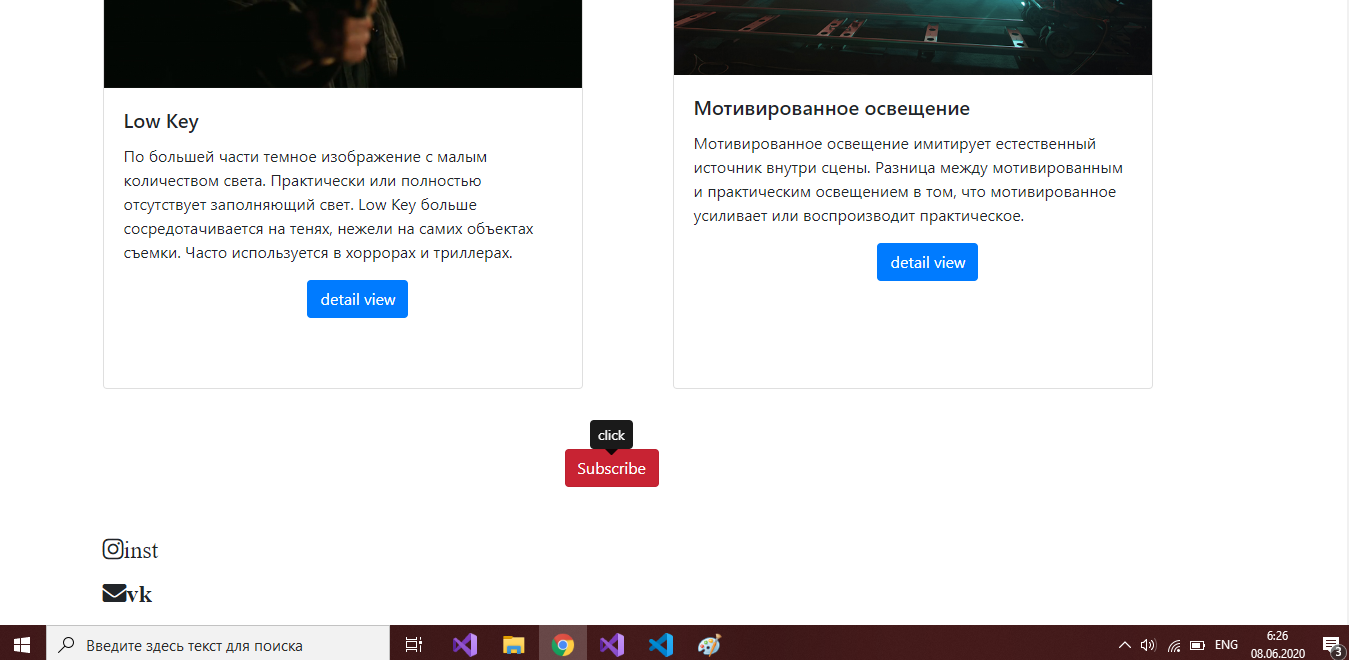 Low Key
По большей части темное изображение с малым
количеством света. Практически или полностью
отсутствует заполняющий свет. Low Key больше
сосредотачивается на тенях, нежели на самих объектах
съемки. Часто используется в хоррорах и триллерах.
detail view
Мотивированное освещение
Мотивированное освещение имитирует естественный
источник внутри сцены. Разница между мотивированным
и практическим освещением в том, что мотивированное
усиливает или воспроизводит практическое.
detail view
click
Subscribe
inst
vk
Введите здесь текст для поиска
ENG
6:26
08.06.2020
3